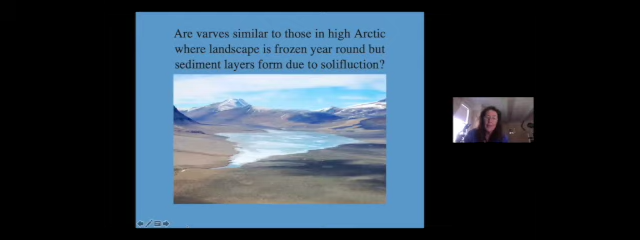 Are varves similar to those in high Arctic
where landscape is frozen year round but
sediment layers form due to solifluction?